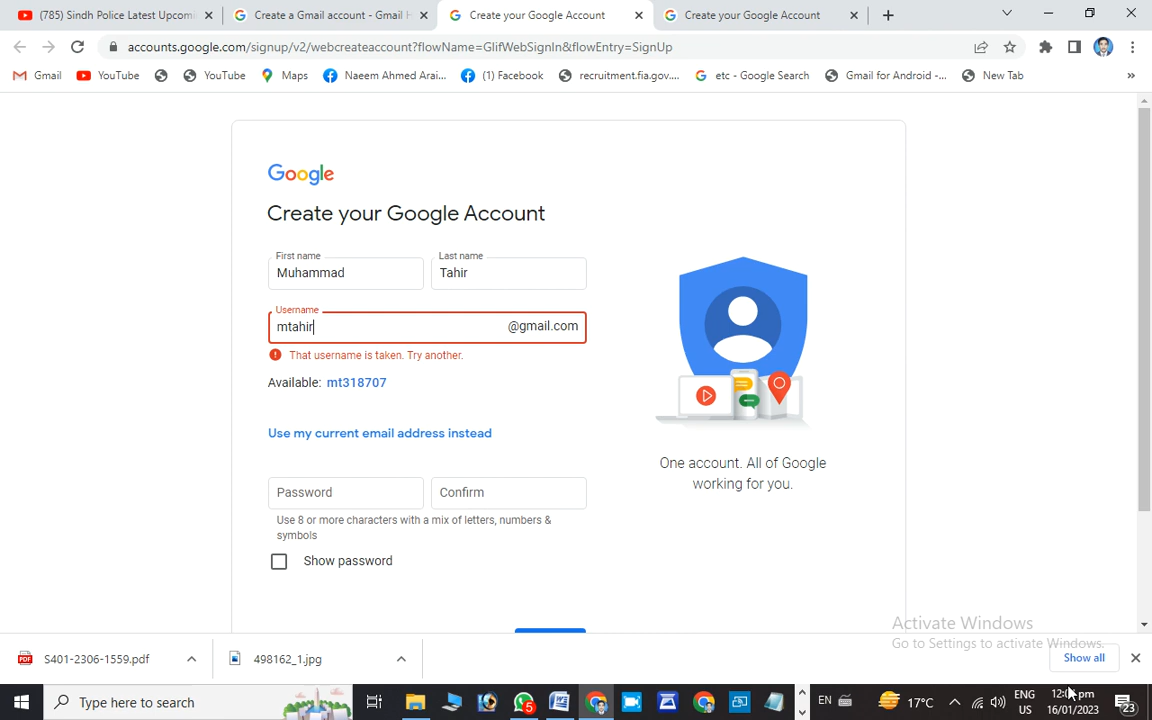 (785) Sindh Police Latest Upcomi
Create a Gmail account - Gmail H
Create your Google Account
Create your Google Account
accounts.google.com/signup/v2/webcreateaccount?flowName=GlifWebSignIn&flowEntry=SignUp
Gmail
YouTube
YouTube
Maps
Naeem Ahmed Arai...
(1) Facebook
recruitment.fia.gov....
etc - Google Search
Gmail for Android -...
New Tab
»
Google
Create your Google Account
First name
Last name
Muhammad
Tahir
Username
mtahir
@gmail.com
That username is taken. Try another.
Available: mt318707
Use my current email address instead
Password
Confirm
Use 8 or more characters with a mix of letters, numbers &
symbols
Show password
One account. All of Google
working for you.
Activate Windows
Go to Settings to activate Windows.
S401-2306-1559.pdf
498162_1.jpg
Show all
Type here to search
5
EN
17°C
ENG
US
pm
16/01/2023
23